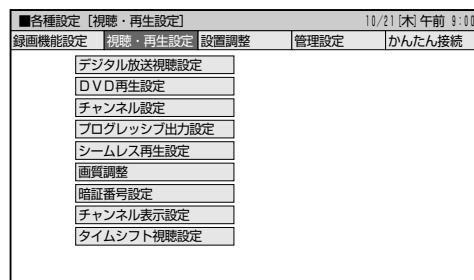 ■各種設定［視聴・再生設定］ 10/21[木]午前 9:00
録画機能設定 視聴・再生設定 設置調整 管理設定 かんたん接続
デジタル放送視聴設定
DVD再生設定
チャンネル設定
プログレッシブ出力設定
シームレス再生設定
画質調整
暗証番号設定
チャンネル表示設定
タイムシフト視聴設定